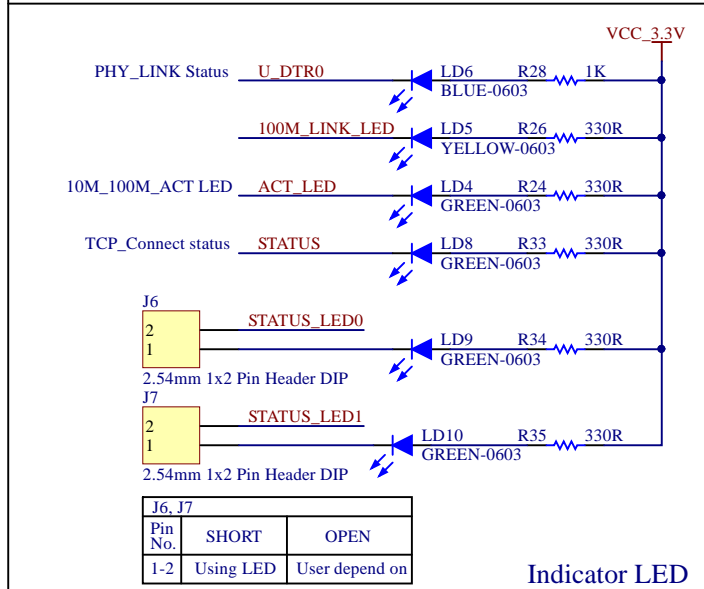 VCC_3.3V
PHY_LINK Status U_DTR0 LD6 R28 1K
BLUE-0603
100M_LINK_LED LD5 R26 330R
YELLOW-0603
10M_100M_ACT LED ACT_LED LD4 R24 330R
GREEN-0603
TCP_Connect status STATUS LD8 R33 330R
GREEN-0603
J6
STATUS_LED0
2
1 LD9 R34 330R
GREEN-0603
2.54mm 1x2 Pin Header DIP
J7
STATUS_LED1
2
1 LD10 R35 330R
GREEN-0603
2.54mm 1x2 Pin Header DIP
J6, J7
Pin No. SHORT OPEN
1-2 Using LED User depend on
Indicator LED